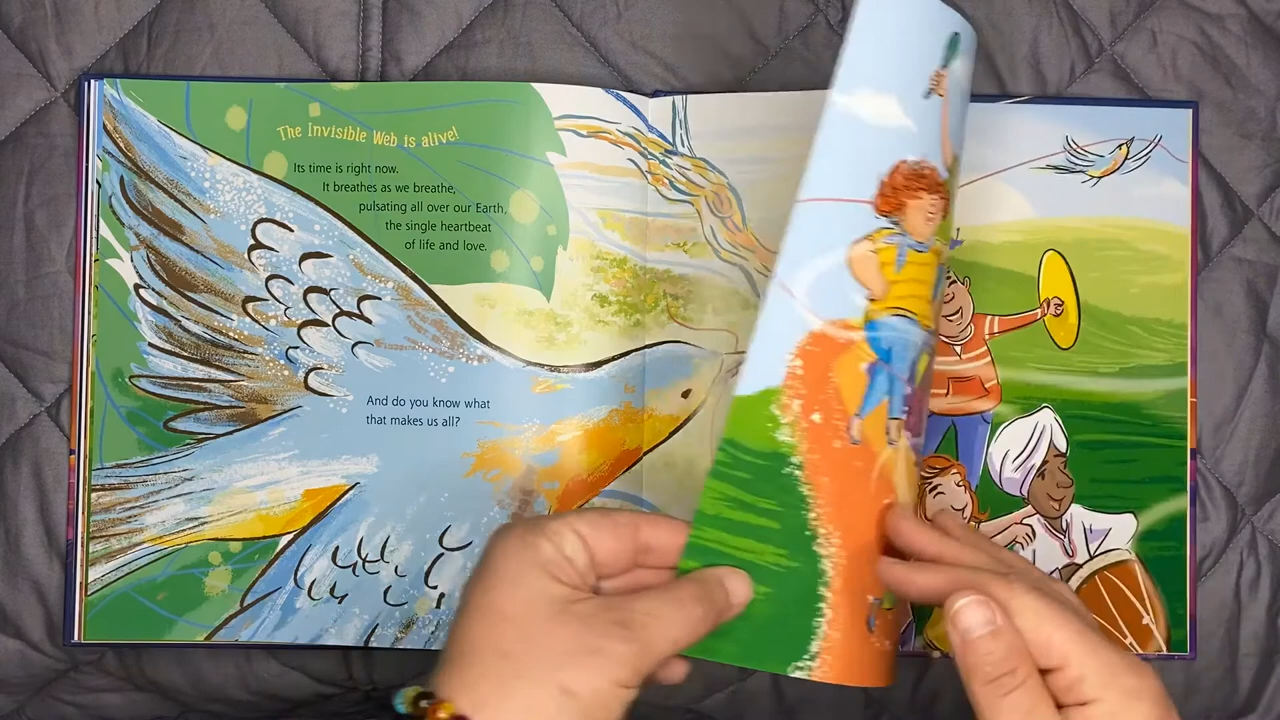 The Invisible Web is alive!
Its time is right now.
It breathes as we breathe,
pulsating all over our Earth,
the single heartbeat
of life and love.
And do you know what
that makes us all?